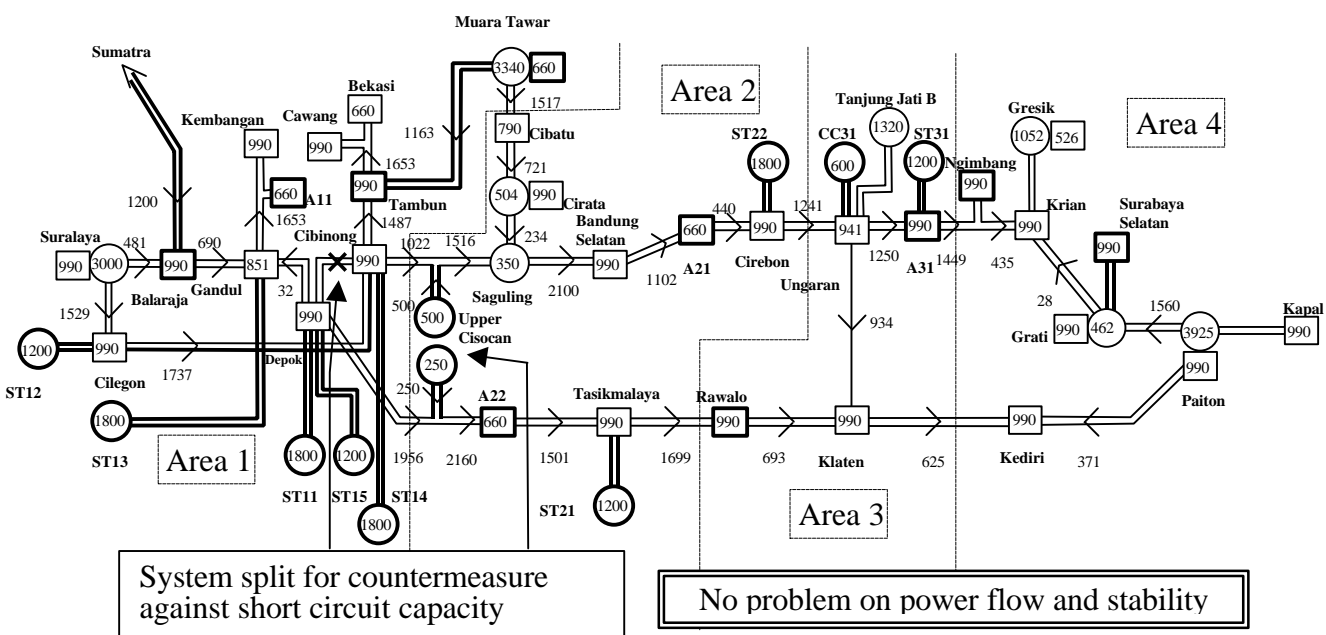 Muara Tawar
Sumatra
3340
660
Bekasi
Area 2
Tanjung Jati B
Gresik
Area 4
Kembangan
Cawang
660
1517
1320
1052
526
990
990
1163
790
Cibatu
ST22
CC31
ST31
1653
1800
600
1200
Ngimbang
721
990
1200
660
A11
990
Tambun
504
990
Cirata
Krian
Surabaya
Selatan
1653
1487
Bandung
Selatan
440
1241
Suralaya
481
690
Cibinong
1022
1516
234
660
990
941
990
990
990
990
3000
990
851
990
350
990
A21
Cirebon
1250
A31
1449
435
Balaraja
Gandul
32
Saguling
2100
1102
Ungaran
1529
500
28
1560
Kapal
990
500
Upper
Cisocan
934
Grati
990
462
3925
990
1200
990
Depok
990
Cilegon
1737
250
ST12
250
A22
Tasikmalaya
Rawalo
Paiton
1800
660
990
990
990
990
ST13
Area 1
1800
1200
1956
2160
1501
1699
693
Klaten
625
Kediri
371
ST11
ST15
ST14
ST21
1200
1800
Area 3
System split for countermeasure
against short circuit capacity
No problem on power flow and stability